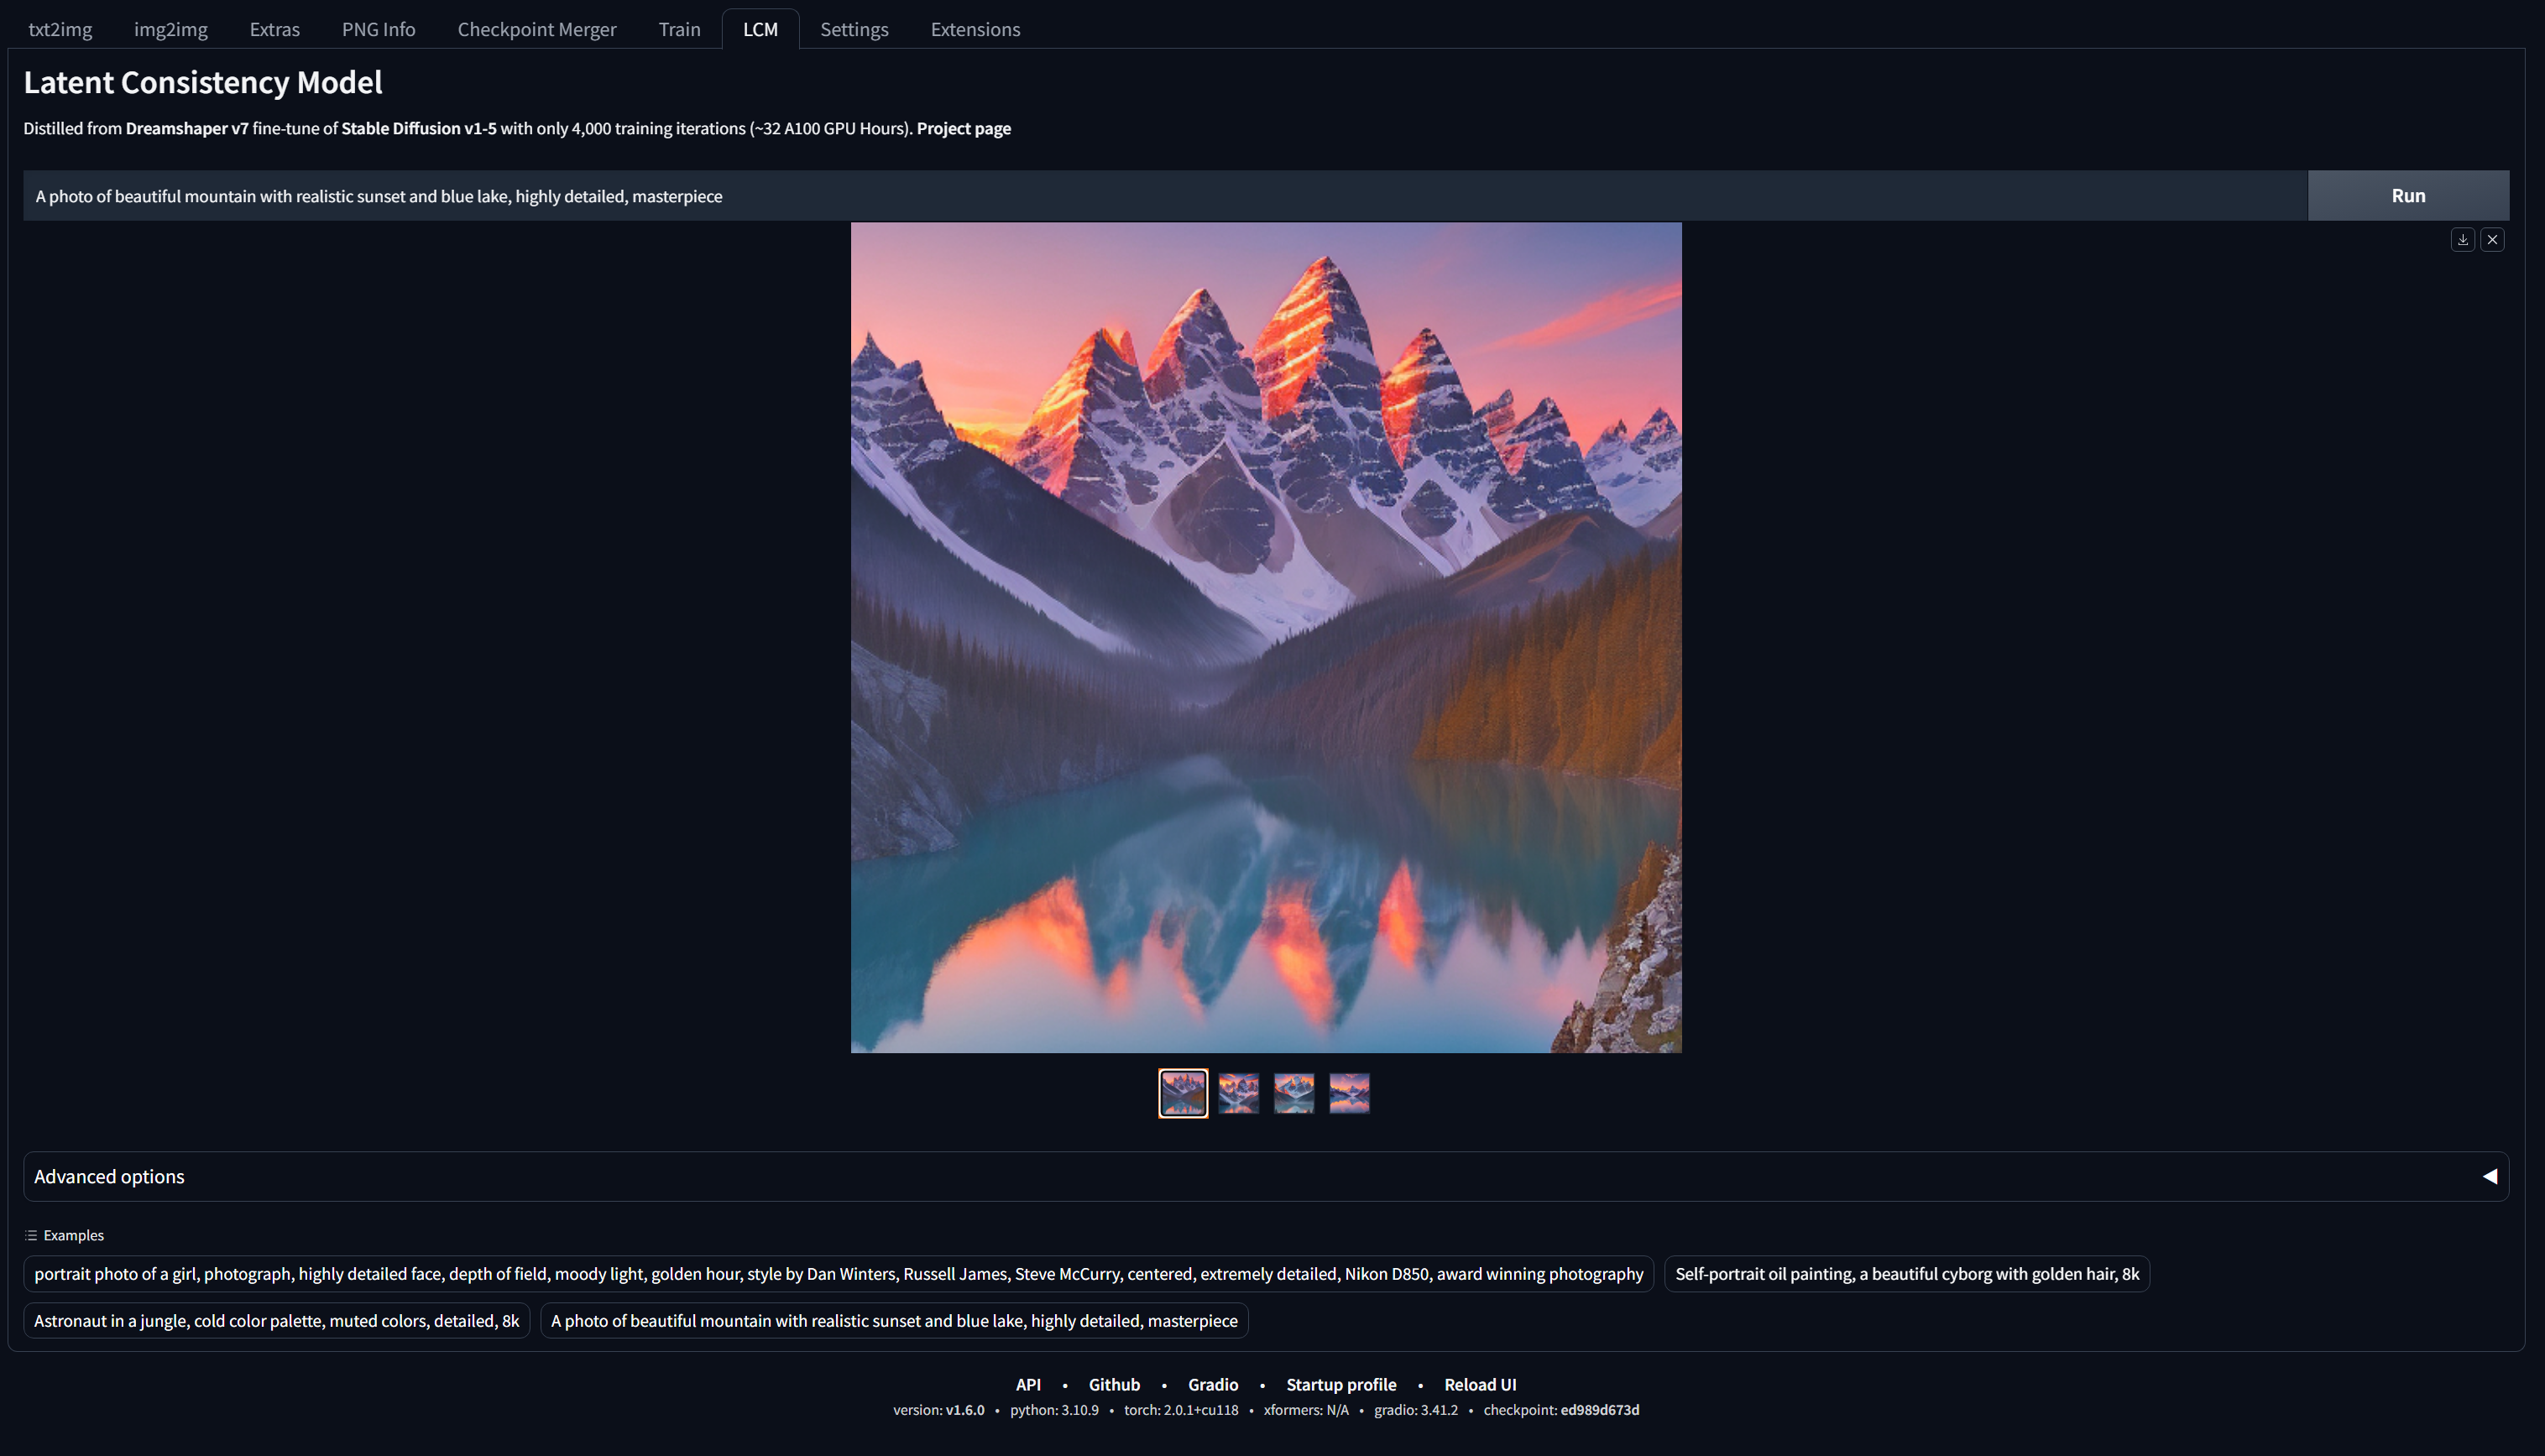 txt2img img2img Extras PNG Info Checkpoint Merger Train LCM Settings Extensions
Latent Consistency Model
Distilled from Dreamshaper v7 fine-tune of Stable Diffusion v1-5 with only 4,000 training iterations (~32 A100 GPU Hours). Project page
A photo of beautiful mountain with realistic sunset and blue lake, highly detailed, masterpiece Run
Advanced options
Examples
portrait photo of a girl, photograph, highly detailed face, depth of field, moody light, golden hour, style by Dan Winters, Russell James, Steve McCurry, centered, extremely detailed, Nikon D850, award winning photography Self-portrait oil painting, a beautiful cyborg with golden hair, 8k
Astronaut in a jungle, cold color palette, muted colors, detailed, 8k A photo of beautiful mountain with realistic sunset and blue lake, highly detailed, masterpiece
API • Github • Gradio • Startup profile • Reload UI
version: v1.6.0 • python: 3.10.9 • torch: 2.0.1+cu118 • xformers: N/A • gradio: 3.41.2 • checkpoint: ed989d673d